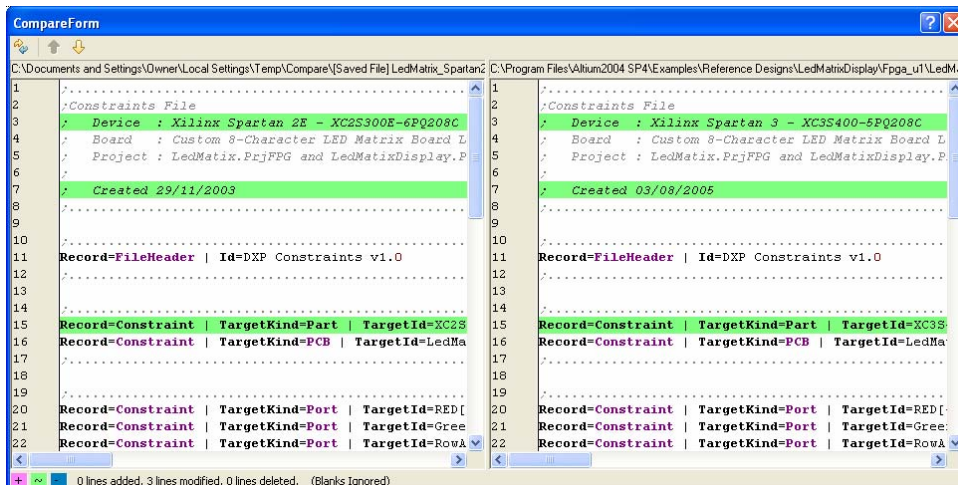 CompareForm
C:\Documents and Settings\Owner\Local Settings\Temp\Compare\[Saved File] LedMatrix_Spartan2
1 ;
2 ;Constraints File
3 ; Device : Xilinx Spartan 2E - XC2S300E-6PQ208C
4 ; Board : Custom 8-Character LED Matrix Board L
5 ; Project : LedMatix.PrjFPG and LedMatixDisplay.P
6 ;
7 ; Created 29/11/2003
8 ;
9
10 ;
11 Record=FileHeader | Id=DXP Constraints v1.0
12 ;
13
14 ;
15 Record=Constraint | TargetKind=Part | TargetId=XC2S
16 Record=Constraint | TargetKind=PCB | TargetId=LedMa
17 ;
18
19 ;
20 Record=Constraint | TargetKind=Port | TargetId=RED[
21 Record=Constraint | TargetKind=Port | TargetId=Gree
22 Record=Constraint | TargetKind=Port | TargetId=RowA
C:\Program Files\Altium2004 SP4\Examples\Reference Designs\LedMatrixDisplay\Fpga_u1\LedM
1 ;
2 ;Constraints File
3 ; Device : Xilinx Spartan 3 - XC3S400-5PQ208C
4 ; Board : Custom 8-Character LED Matrix Board L
5 ; Project : LedMatix.PrjFPG and LedMatixDisplay.P
6 ;
7 ; Created 03/08/2005
8 ;
9
10 ;
11 Record=FileHeader | Id=DXP Constraints v1.0
12 ;
13
14 ;
15 Record=Constraint | TargetKind=Part | TargetId=XC3S
16 Record=Constraint | TargetKind=PCB | TargetId=LedMa
17 ;
18
19 ;
20 Record=Constraint | TargetKind=Port | TargetId=RED[
21 Record=Constraint | TargetKind=Port | TargetId=Gree
22 Record=Constraint | TargetKind=Port | TargetId=RowA
+ ~ - 0 lines added, 3 lines modified, 0 lines deleted. (Blanks Ignored)